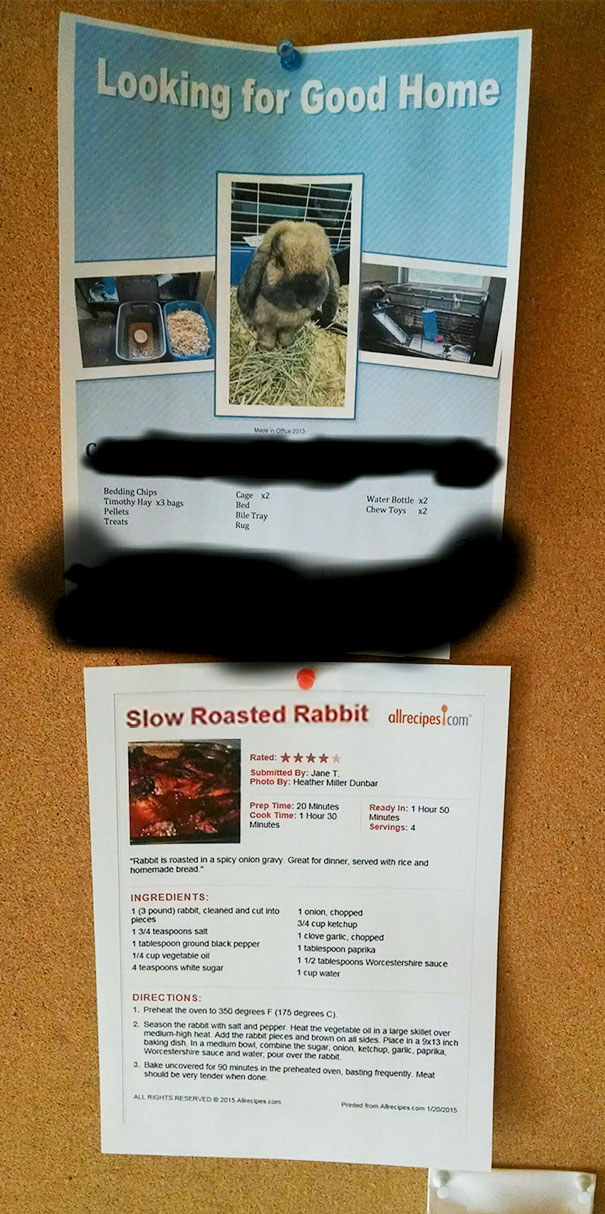 Looking for Good Home
Made in Office 2013
Bedding Chips
Timothy Hay x3 bags
Pellets
Treats
Cage x2
Bed
Bile Tray
Rug
Water Bottle x2
Chew Toys x2
Slow Roasted Rabbit
allrecipes.com
Rated:
Submitted By: Jane T.
Photo By: Heather Miller Dunbar
Prep Time: 20 Minutes
Cook Time: 1 Hour 30
Minutes
Ready In: 1 Hour 50
Minutes
Servings: 4
"Rabbit is roasted in a spicy onion gravy. Great for dinner, served with rice and
homemade bread."
INGREDIENTS:
1 (3 pound) rabbit, cleaned and cut into
pieces
1 3/4 teaspoons salt
1 tablespoon ground black pepper
1/4 cup vegetable oil
4 teaspoons white sugar
1 onion, chopped
3/4 cup ketchup
1 clove garlic, chopped
1 tablespoon paprika
1 1/2 tablespoons Worcestershire sauce
1 cup water
DIRECTIONS:
1. Preheat the oven to 350 degrees F (175 degrees C).
2. Season the rabbit with salt and pepper. Heat the vegetable oil in a large skillet over
medium-high heat. Add the rabbit pieces and brown on all sides. Place in a 9x13 inch
baking dish. In a medium bowl, combine the sugar, onion, ketchup, garlic, paprika,
Worcestershire sauce and water, pour over the rabbit.
3. Bake uncovered for 90 minutes in the preheated oven, basting frequently. Meat
should be very tender when done.
ALL RIGHTS RESERVED © 2015 Allrecipes.com
Printed from Allrecipes.com 1/20/2015